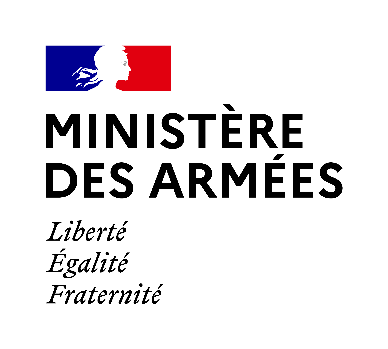 MINISTÈRE
DES ARMÉES
Liberté
Égalité
Fraternité